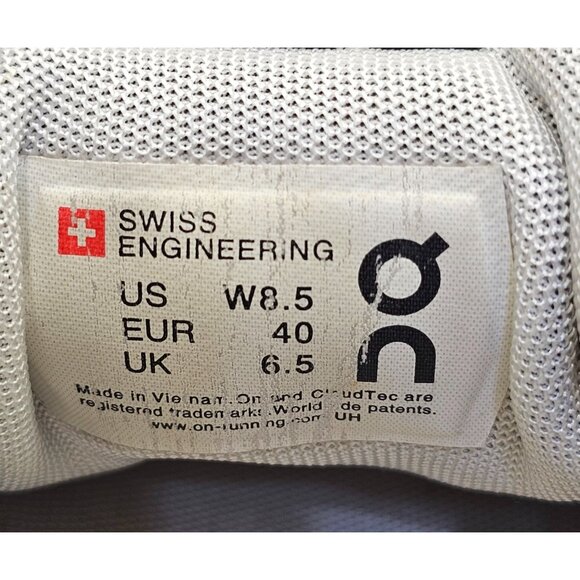 SWISS
ENGINEERING
US W8.5
EUR 40
UK 6.5
Made in Vietnam. On and CloudTec are
registered trademarks. Worldwide patents.
www.on-running.com UH
On